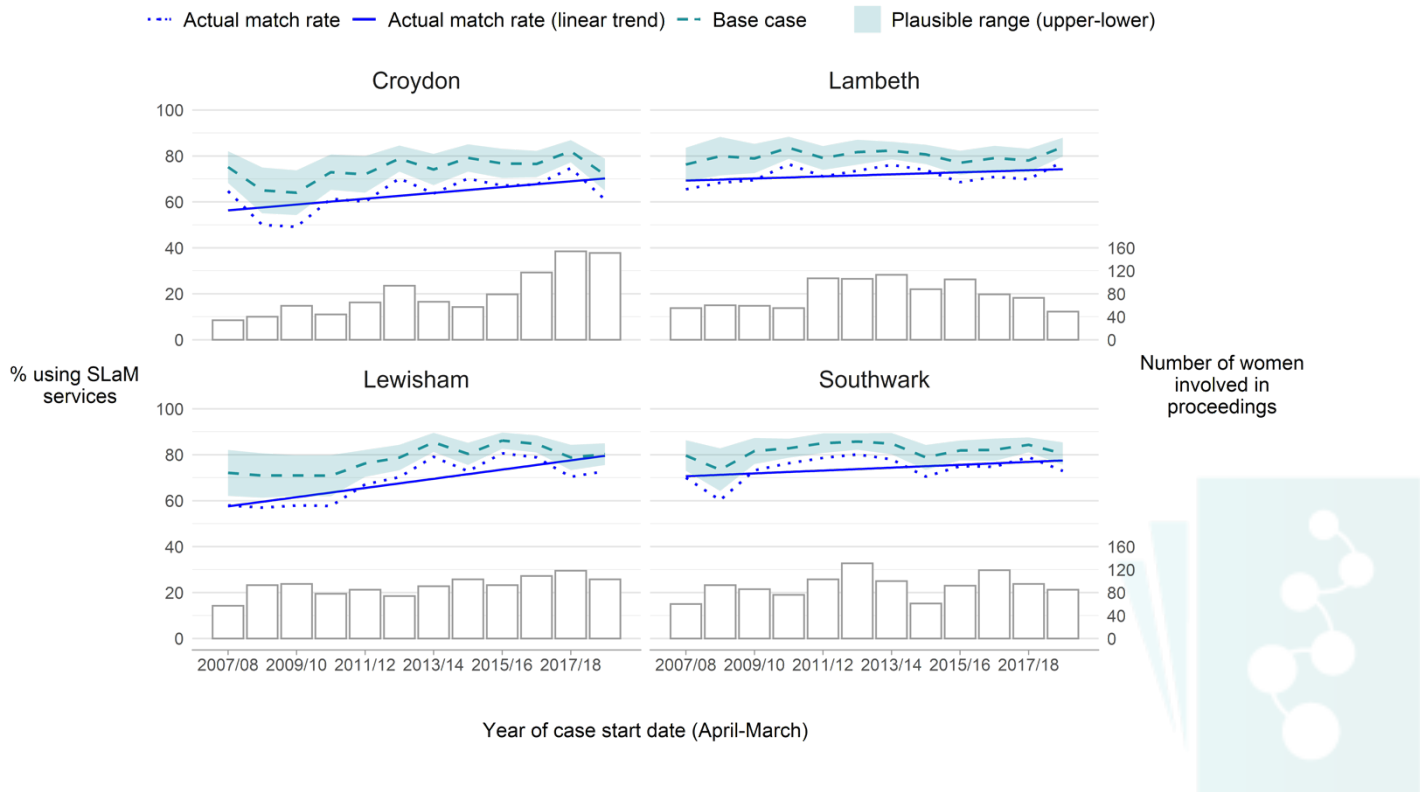 Actual match rate Actual match rate (linear trend) Base case Plausible range (upper-lower)
Croydon Lambeth
100
80
60
40 160
120
20 80
40
0 0
% using SLaM
services
Number of women
involved in
proceedings
Lewisham Southwark
100
80
60
40 160
120
20 80
40
0 0
2007/08 2009/10 2011/12 2013/14 2015/16 2017/18 2007/08 2009/10 2011/12 2013/14 2015/16 2017/18
Year of case start date (April-March)